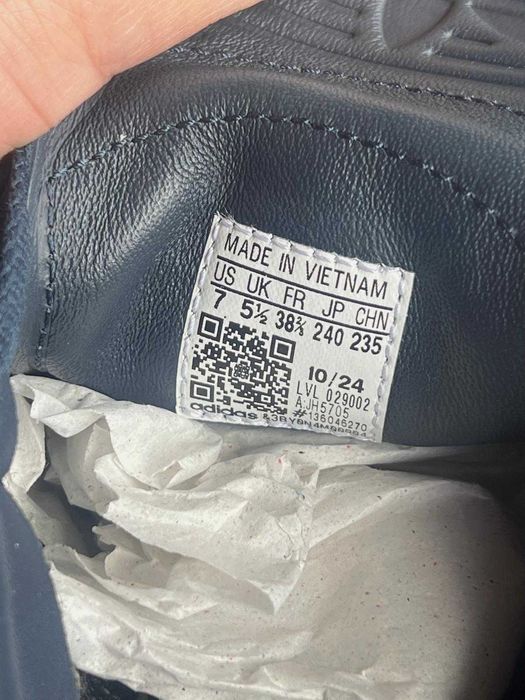 MADE IN VIETNAM
US UK FR JP CHN
7 5½ 38⅔ 240 235
10/24
LVL 029002
A:JH5705
#136046270
adidas